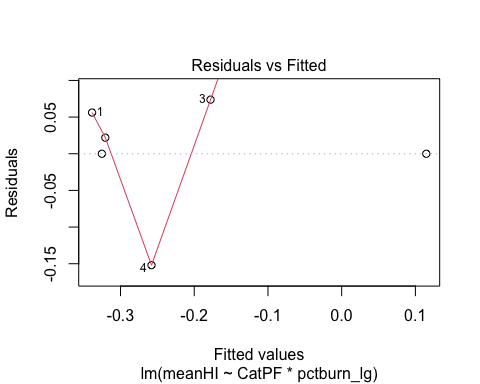 Residuals vs Fitted
Residuals
0.05
-0.05
-0.15
1
3
4
-0.3 -0.2 -0.1 0.0 0.1
Fitted values
lm(meanHI ~ CatPF * pctburn_lg)